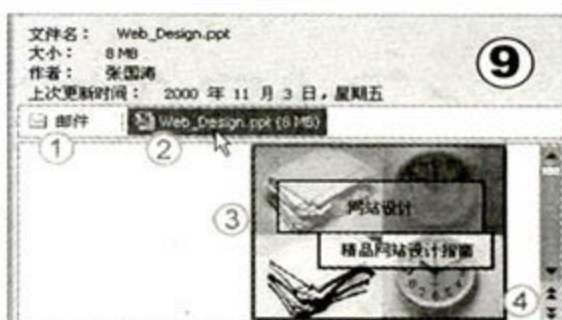 文件名： Web_Design.ppt
大小： 8 MB
作者： 张国涛
上次更新时间： 2000 年 11 月 3 日，星期五
9
邮件 Web_Design.ppt (8 MB)
1 2
3
网站设计
精品网站设计指南
4